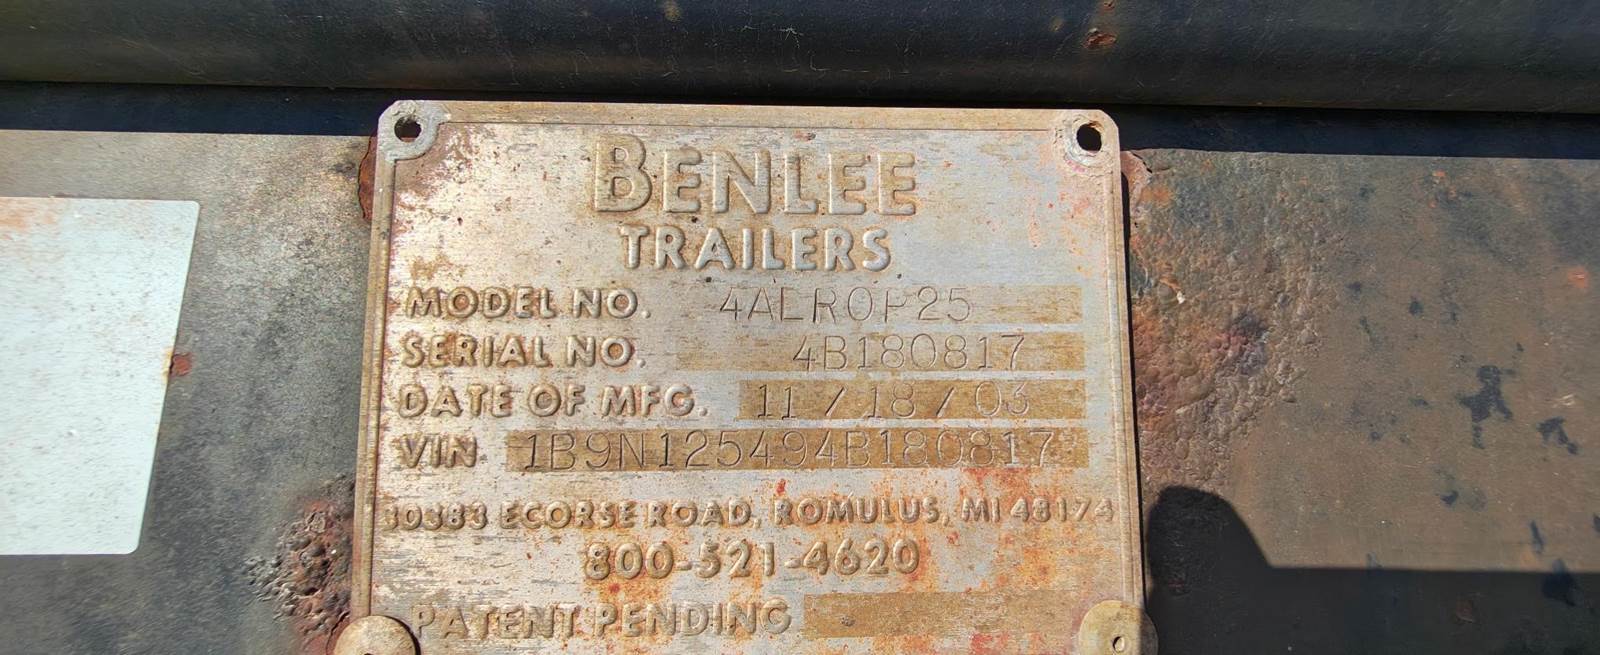 BENLEE
TRAILERS
MODEL NO. 4ALROP25
SERIAL NO. 4B180817
DATE OF MFG. 11 / 18 / 03
VIN 1B9N125494B180817
30383 ECORSE ROAD, ROMULUS, MI 48174
800-521-4620
PATENT PENDING